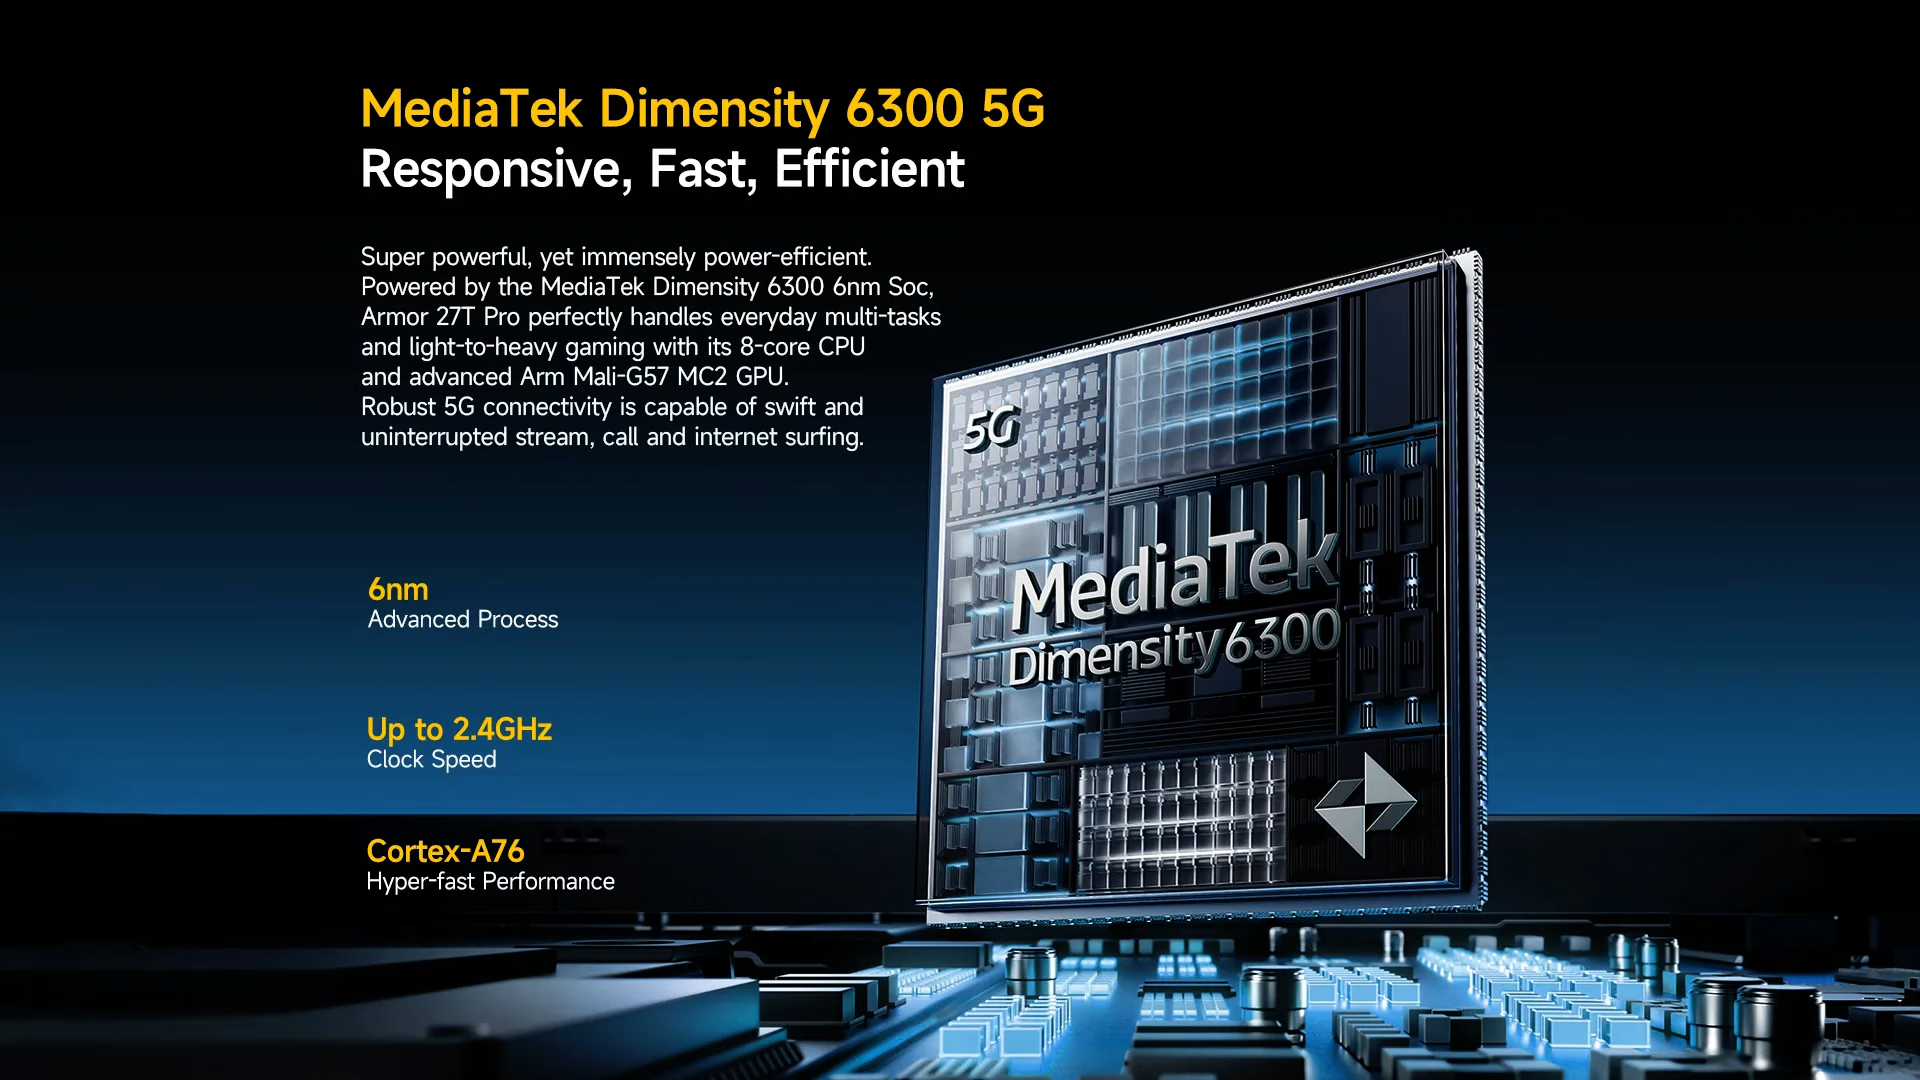 MediaTek Dimensity 6300 5G
Responsive, Fast, Efficient
Super powerful, yet immensely power-efficient.
Powered by the MediaTek Dimensity 6300 6nm Soc,
Armor 27T Pro perfectly handles everyday multi-tasks
and light-to-heavy gaming with its 8-core CPU
and advanced Arm Mali-G57 MC2 GPU.
Robust 5G connectivity is capable of swift and
uninterrupted stream, call and internet surfing.
6nm
Advanced Process
Up to 2.4GHz
Clock Speed
Cortex-A76
Hyper-fast Performance
5G
MediaTek
Dimensity 6300